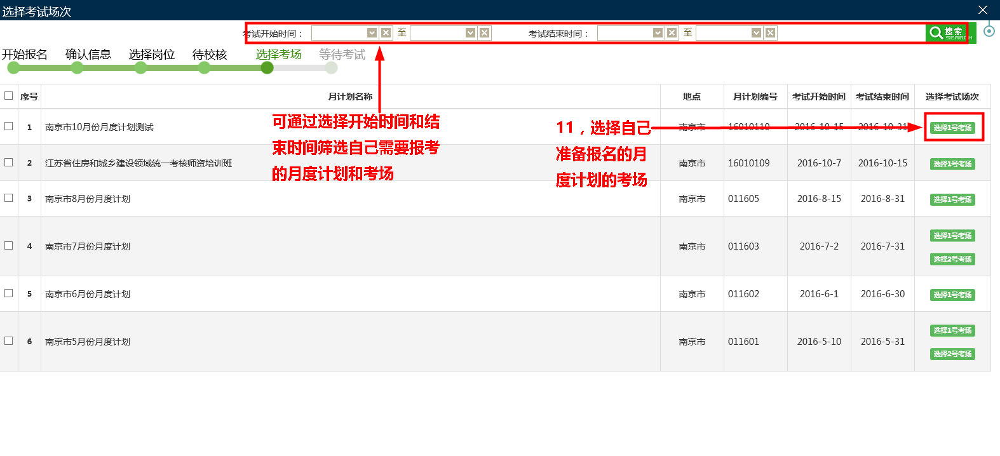 选择考试场次
考试开始时间： 至 考试结束时间： 至 搜索 SEARCH
开始报名 确认信息 选择岗位 待校核 选择考场 等待考试
序号 月计划名称 地点 月计划编号 考试开始时间 考试结束时间 选择考试场次
1 南京市10月份月度计划测试 南京市 16010110 2016-10-15 2016-10-31 选择1号考场
可通过选择开始时间和结
束时间筛选自己需要报考
的月度计划和考场
11，选择自己
准备报名的月
度计划的考场
2 江苏省住房和城乡建设领域统一考核师资培训班 南京市 16010109 2016-10-7 2016-10-15 选择1号考场
3 南京市8月份月度计划 南京市 011605 2016-8-15 2016-8-31 选择1号考场
4 南京市7月份月度计划 南京市 011603 2016-7-2 2016-7-31 选择1号考场
选择2号考场
5 南京市6月份月度计划 南京市 011602 2016-6-1 2016-6-30 选择1号考场
6 南京市5月份月度计划 南京市 011601 2016-5-10 2016-5-31 选择1号考场
选择2号考场